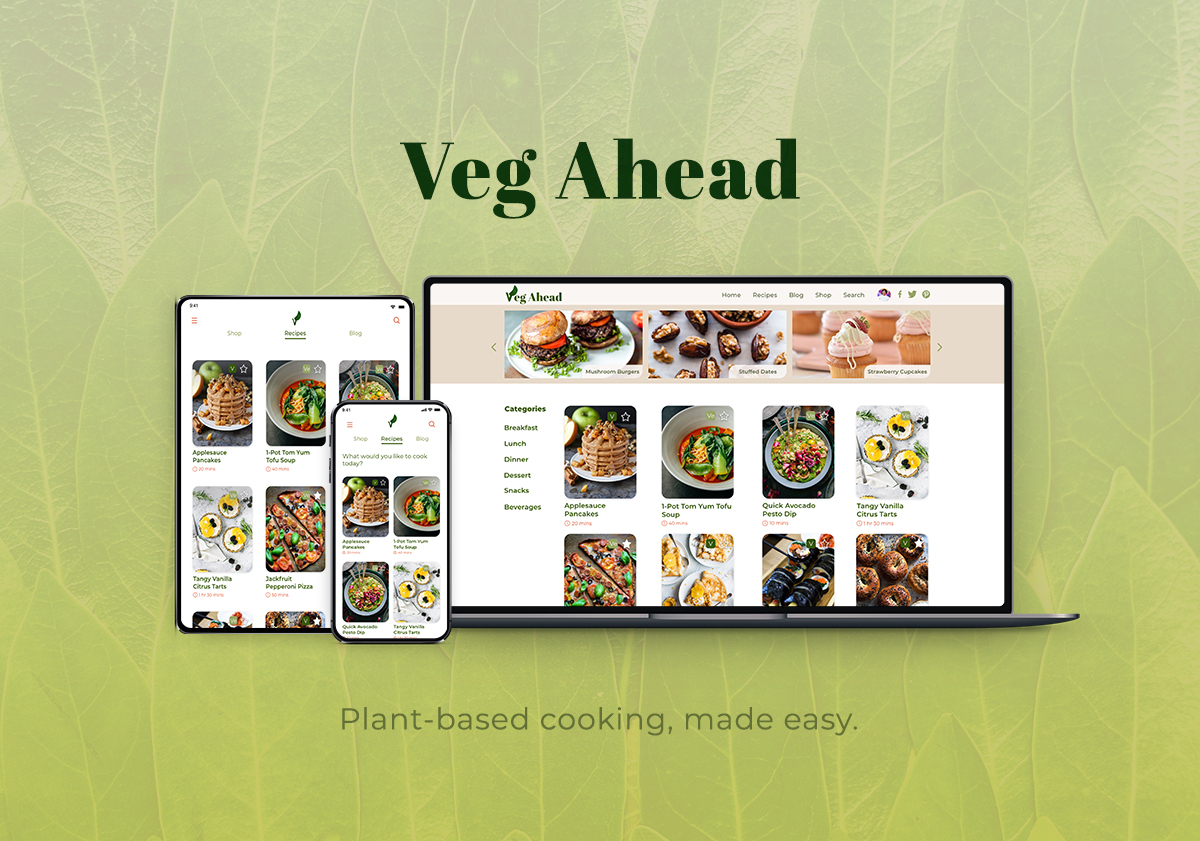 Veg Ahead
9:41
Shop
Recipes
Blog
Applesauce
Pancakes
20 mins
1-Pot Tom Yum
Tofu Soup
40 mins
Tangy Vanilla
Citrus Tarts
1 hr 30 mins
Jackfruit
Pepperoni Pizza
50 mins
9:41
Shop
Recipes
Blog
What would you like to cook
today?
Applesauce
Pancakes
20 mins
1-Pot Tom Yum
Tofu Soup
40 mins
Quick Avocado
Pesto Dip
Tangy Vanilla
Citrus Tarts
Veg Ahead
Home Recipes Blog Shop Search
Mushroom Burgers
Stuffed Dates
Strawberry Cupcakes
Categories
Breakfast
Lunch
Dinner
Dessert
Snacks
Beverages
V
Applesauce
Pancakes
20 mins
Ve
1-Pot Tom Yum Tofu
Soup
40 mins
Quick Avocado
Pesto Dip
10 mins
Ve
Tangy Vanilla
Citrus Tarts
1 hr 30 mins
Plant-based cooking, made easy.